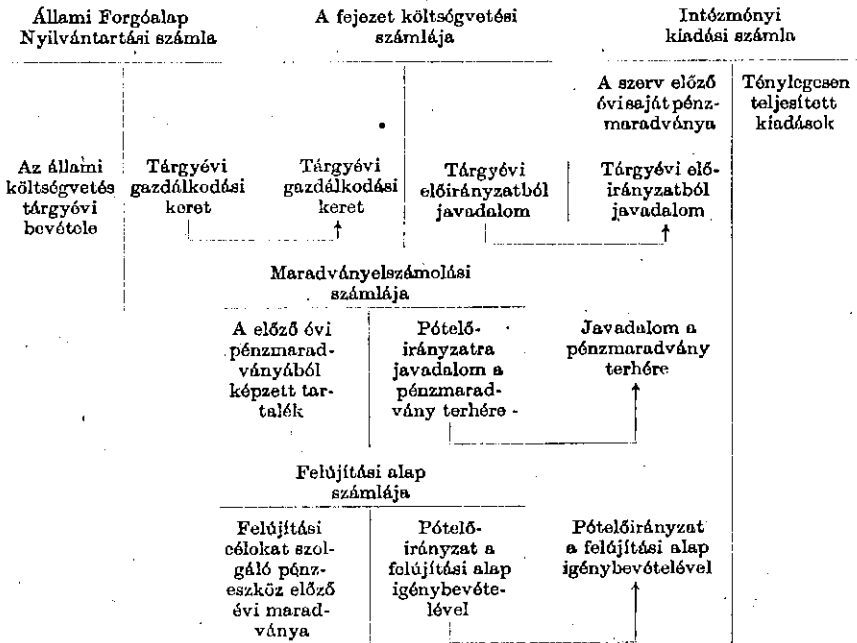 Állami Forgóalap
Nyilvántartási számla
A fejezet költségvetési
számlája
Intézményi
kiadási számla
A szerv előző
évi saját pénz-
maradványa
Ténylegesen
teljesített
kiadások
Az állami
költségvetés
tárgyévi
bevétele
Tárgyévi
gazdálkodási
keret
Tárgyévi
gazdálkodási
keret
Tárgyévi
előirányzatból
javadalom
Tárgyévi elő-
irányzatból
javadalom
Maradványelszámolási
számlája
A előző évi
pénzmarad-
ványából
képzett tar-
talék
Pótelő-
irányzatra
javadalom a
pénzmarad-
vány terhére -
Javadalom a
pénzmaradvány
terhére
Felújítási alap
számlája
Felújítási
célokat szol-
gáló pénz-
eszköz előző
évi marad-
ványa
Pótelő-
irányzat a
felújítási alap
igénybevéte-
lével
Pótelőirányzat
a felújítási alap
igénybevételével